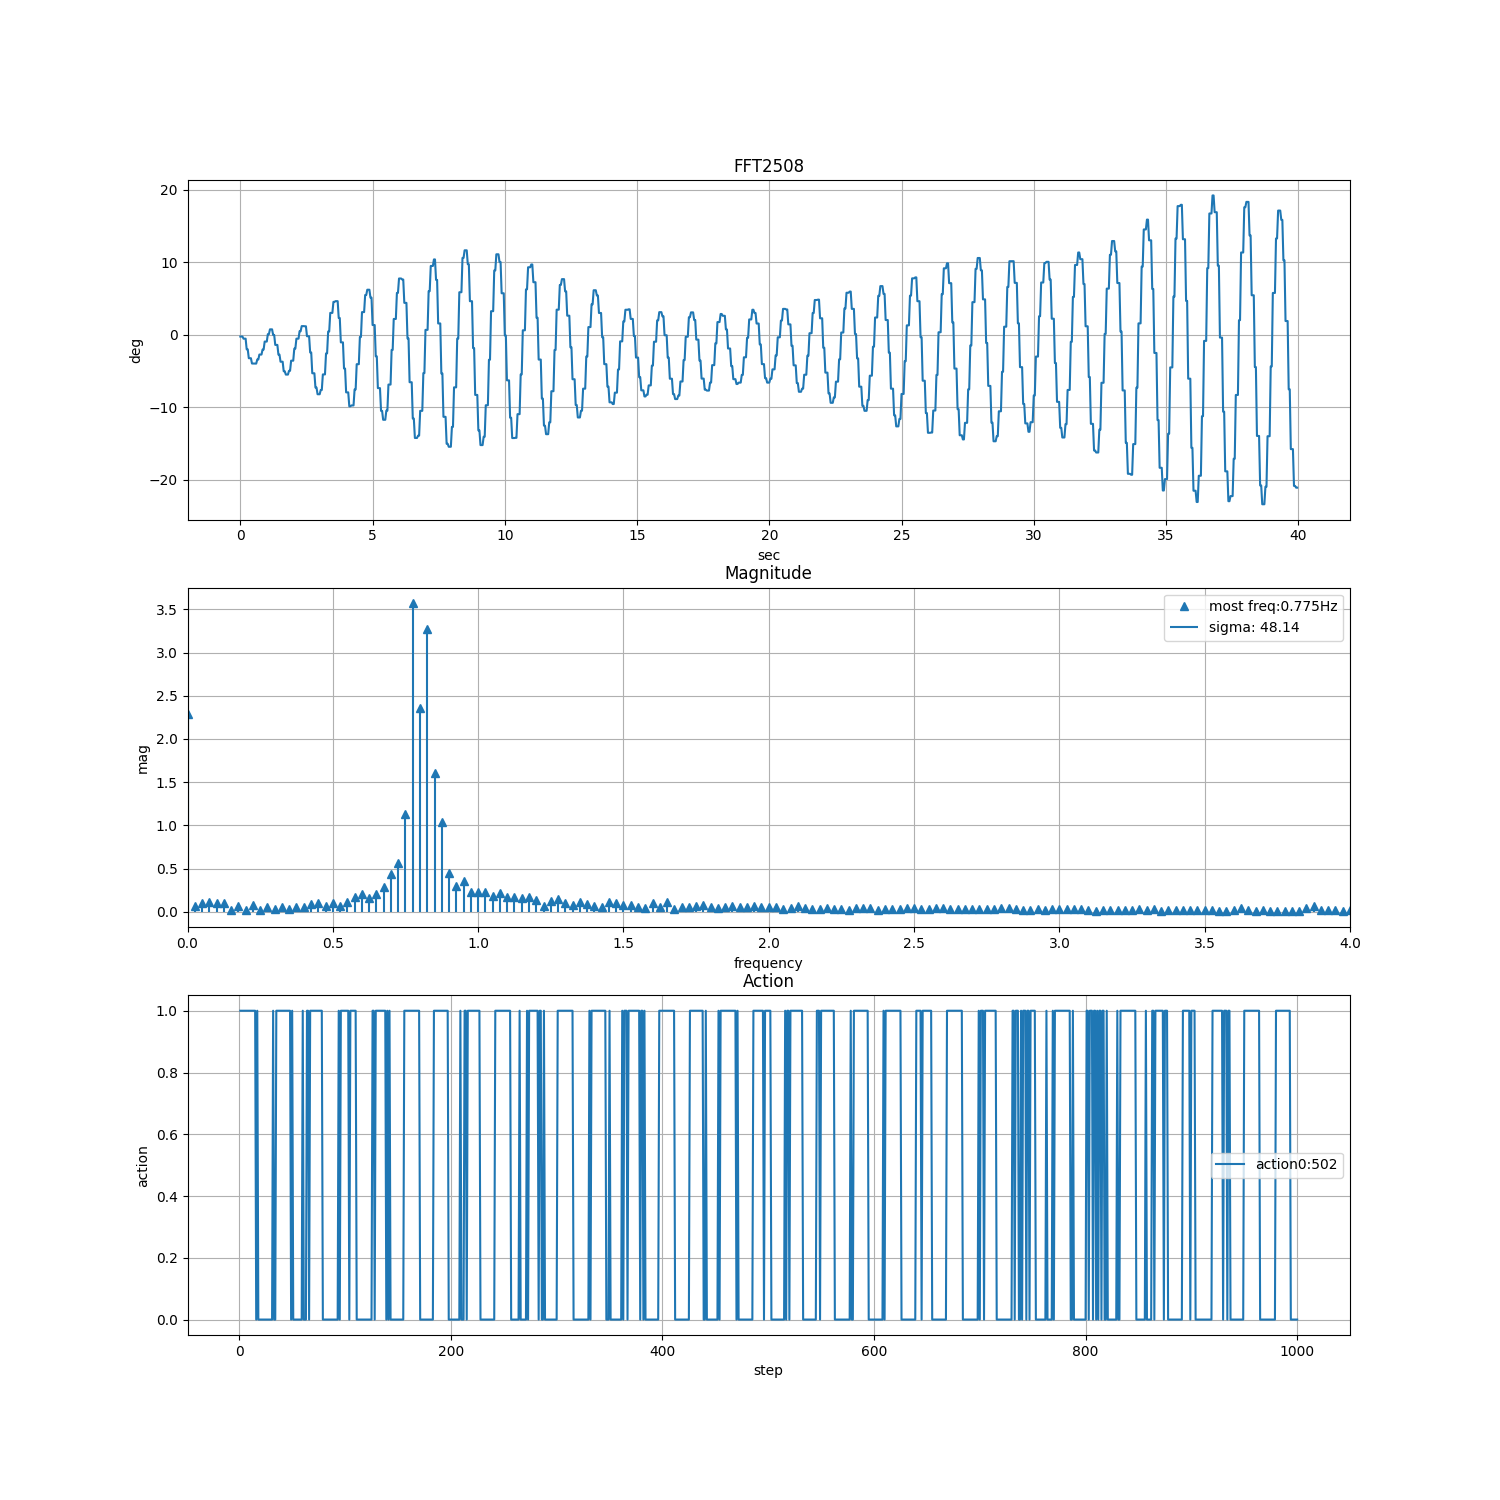 FFT2508
20
10
0
−10
−20
deg
0 5 10 15 20 25 30 35 40
sec
Magnitude
3.5
3.0
2.5
2.0
1.5
1.0
0.5
0.0
mag
most freq:0.775Hz
sigma: 48.14
0.0 0.5 1.0 1.5 2.0 2.5 3.0 3.5 4.0
frequency
Action
1.0
0.8
0.6
0.4
0.2
0.0
action
action0:502
0 200 400 600 800 1000
step